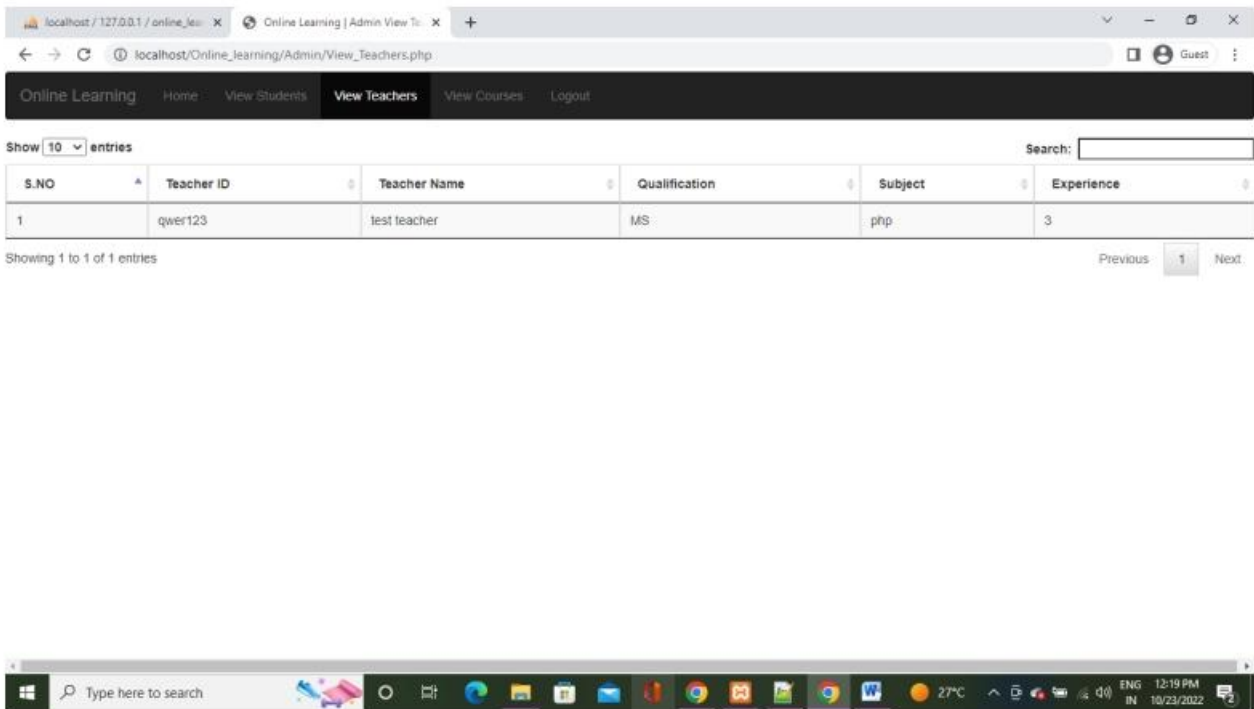 localhost / 127.0.0.1 / online_lea
Online Learning | Admin View Te
localhost/Online_learning/Admin/View_Teachers.php
Guest
Online Learning Home View Students View Teachers View Courses Logout
Show 10 entries Search:
S.NO Teacher ID Teacher Name Qualification Subject Experience
1 qwer123 test teacher MS php 3
Showing 1 to 1 of 1 entries Previous 1 Next
Type here to search
27°C
ENG 12:19 PM
IN 10/23/2022